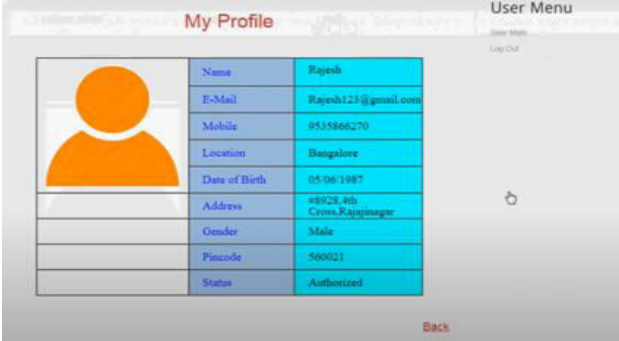 My Profile
User Menu
User Main
Log Out
Name Rajesh
E-Mail Rajesh123@gmail.com
Mobile 9535866270
Location Bangalore
Date of Birth 05/06/1987
Address #8928,4th
Cross,Rajajinagar
Gender Male
Pincode 560021
Status Authorized
Back